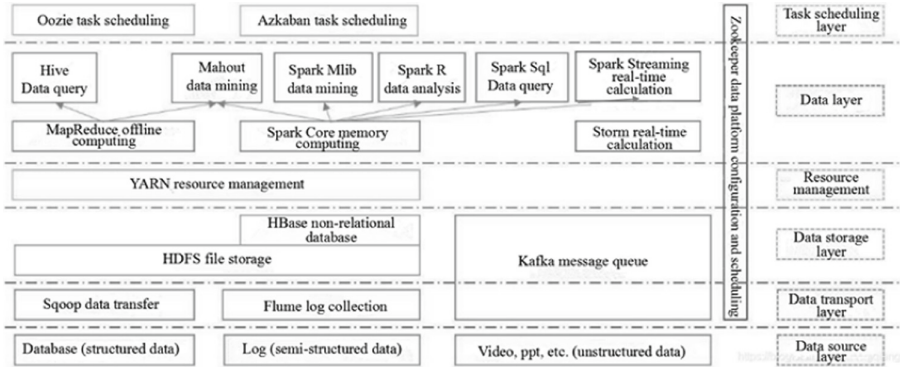 Oozie task scheduling
Azkaban task scheduling
Task scheduling
layer
Hive
Data query
Mahout
data mining
Spark Mlib
data mining
Spark R
data analysis
Spark Sql
Data query
Spark Streaming
real-time
calculation
Data layer
MapReduce offline
computing
Spark Core memory
computing
Storm real-time
calculation
Zookeeper data platform configuration and scheduling
YARN resource management
Resource
management
HBase non-relational
database
HDFS file storage
Kafka message queue
Data storage
layer
Sqoop data transfer
Flume log collection
Data transport
layer
Database (structured data)
Log (semi-structured data)
Video, ppt, etc. (unstructured data)
Data source
layer